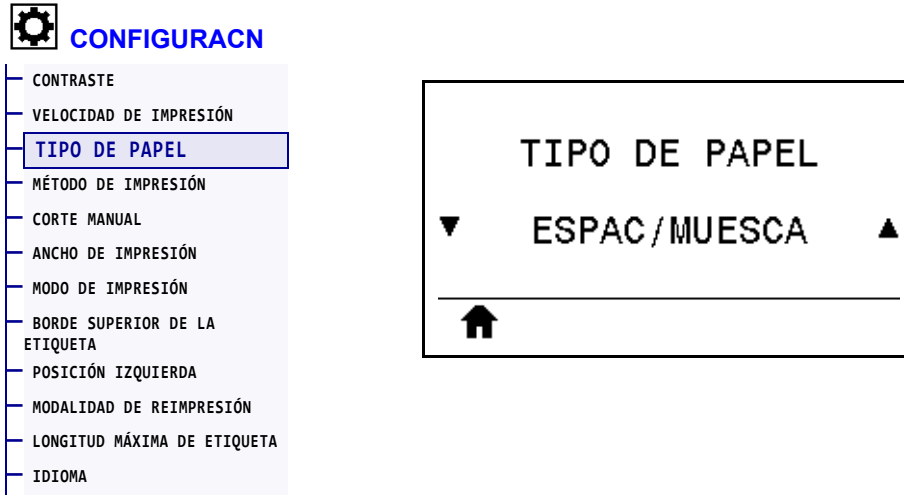 CONFIGURACN
CONTRASTE
VELOCIDAD DE IMPRESIÓN
TIPO DE PAPEL
MÉTODO DE IMPRESIÓN
CORTE MANUAL
ANCHO DE IMPRESIÓN
MODO DE IMPRESIÓN
BORDE SUPERIOR DE LA
ETIQUETA
POSICIÓN IZQUIERDA
MODALIDAD DE REIMPRESIÓN
LONGITUD MÁXIMA DE ETIQUETA
IDIOMA
TIPO DE PAPEL
▼ ESPAC/MUESCA ▲